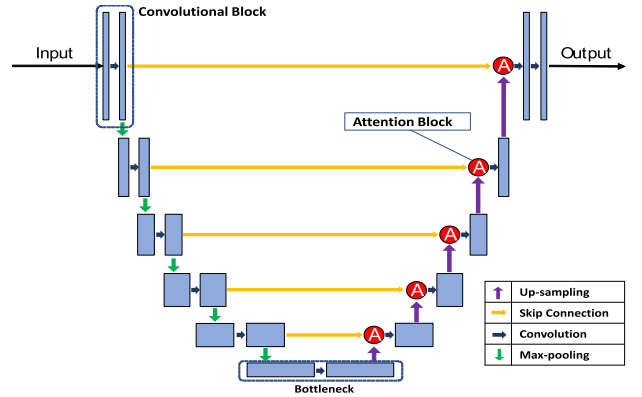 Convolutional Block
Input
A
Output
Attention Block
A
A
A
A
Up-sampling
Skip Connection
Convolution
Max-pooling
Bottleneck